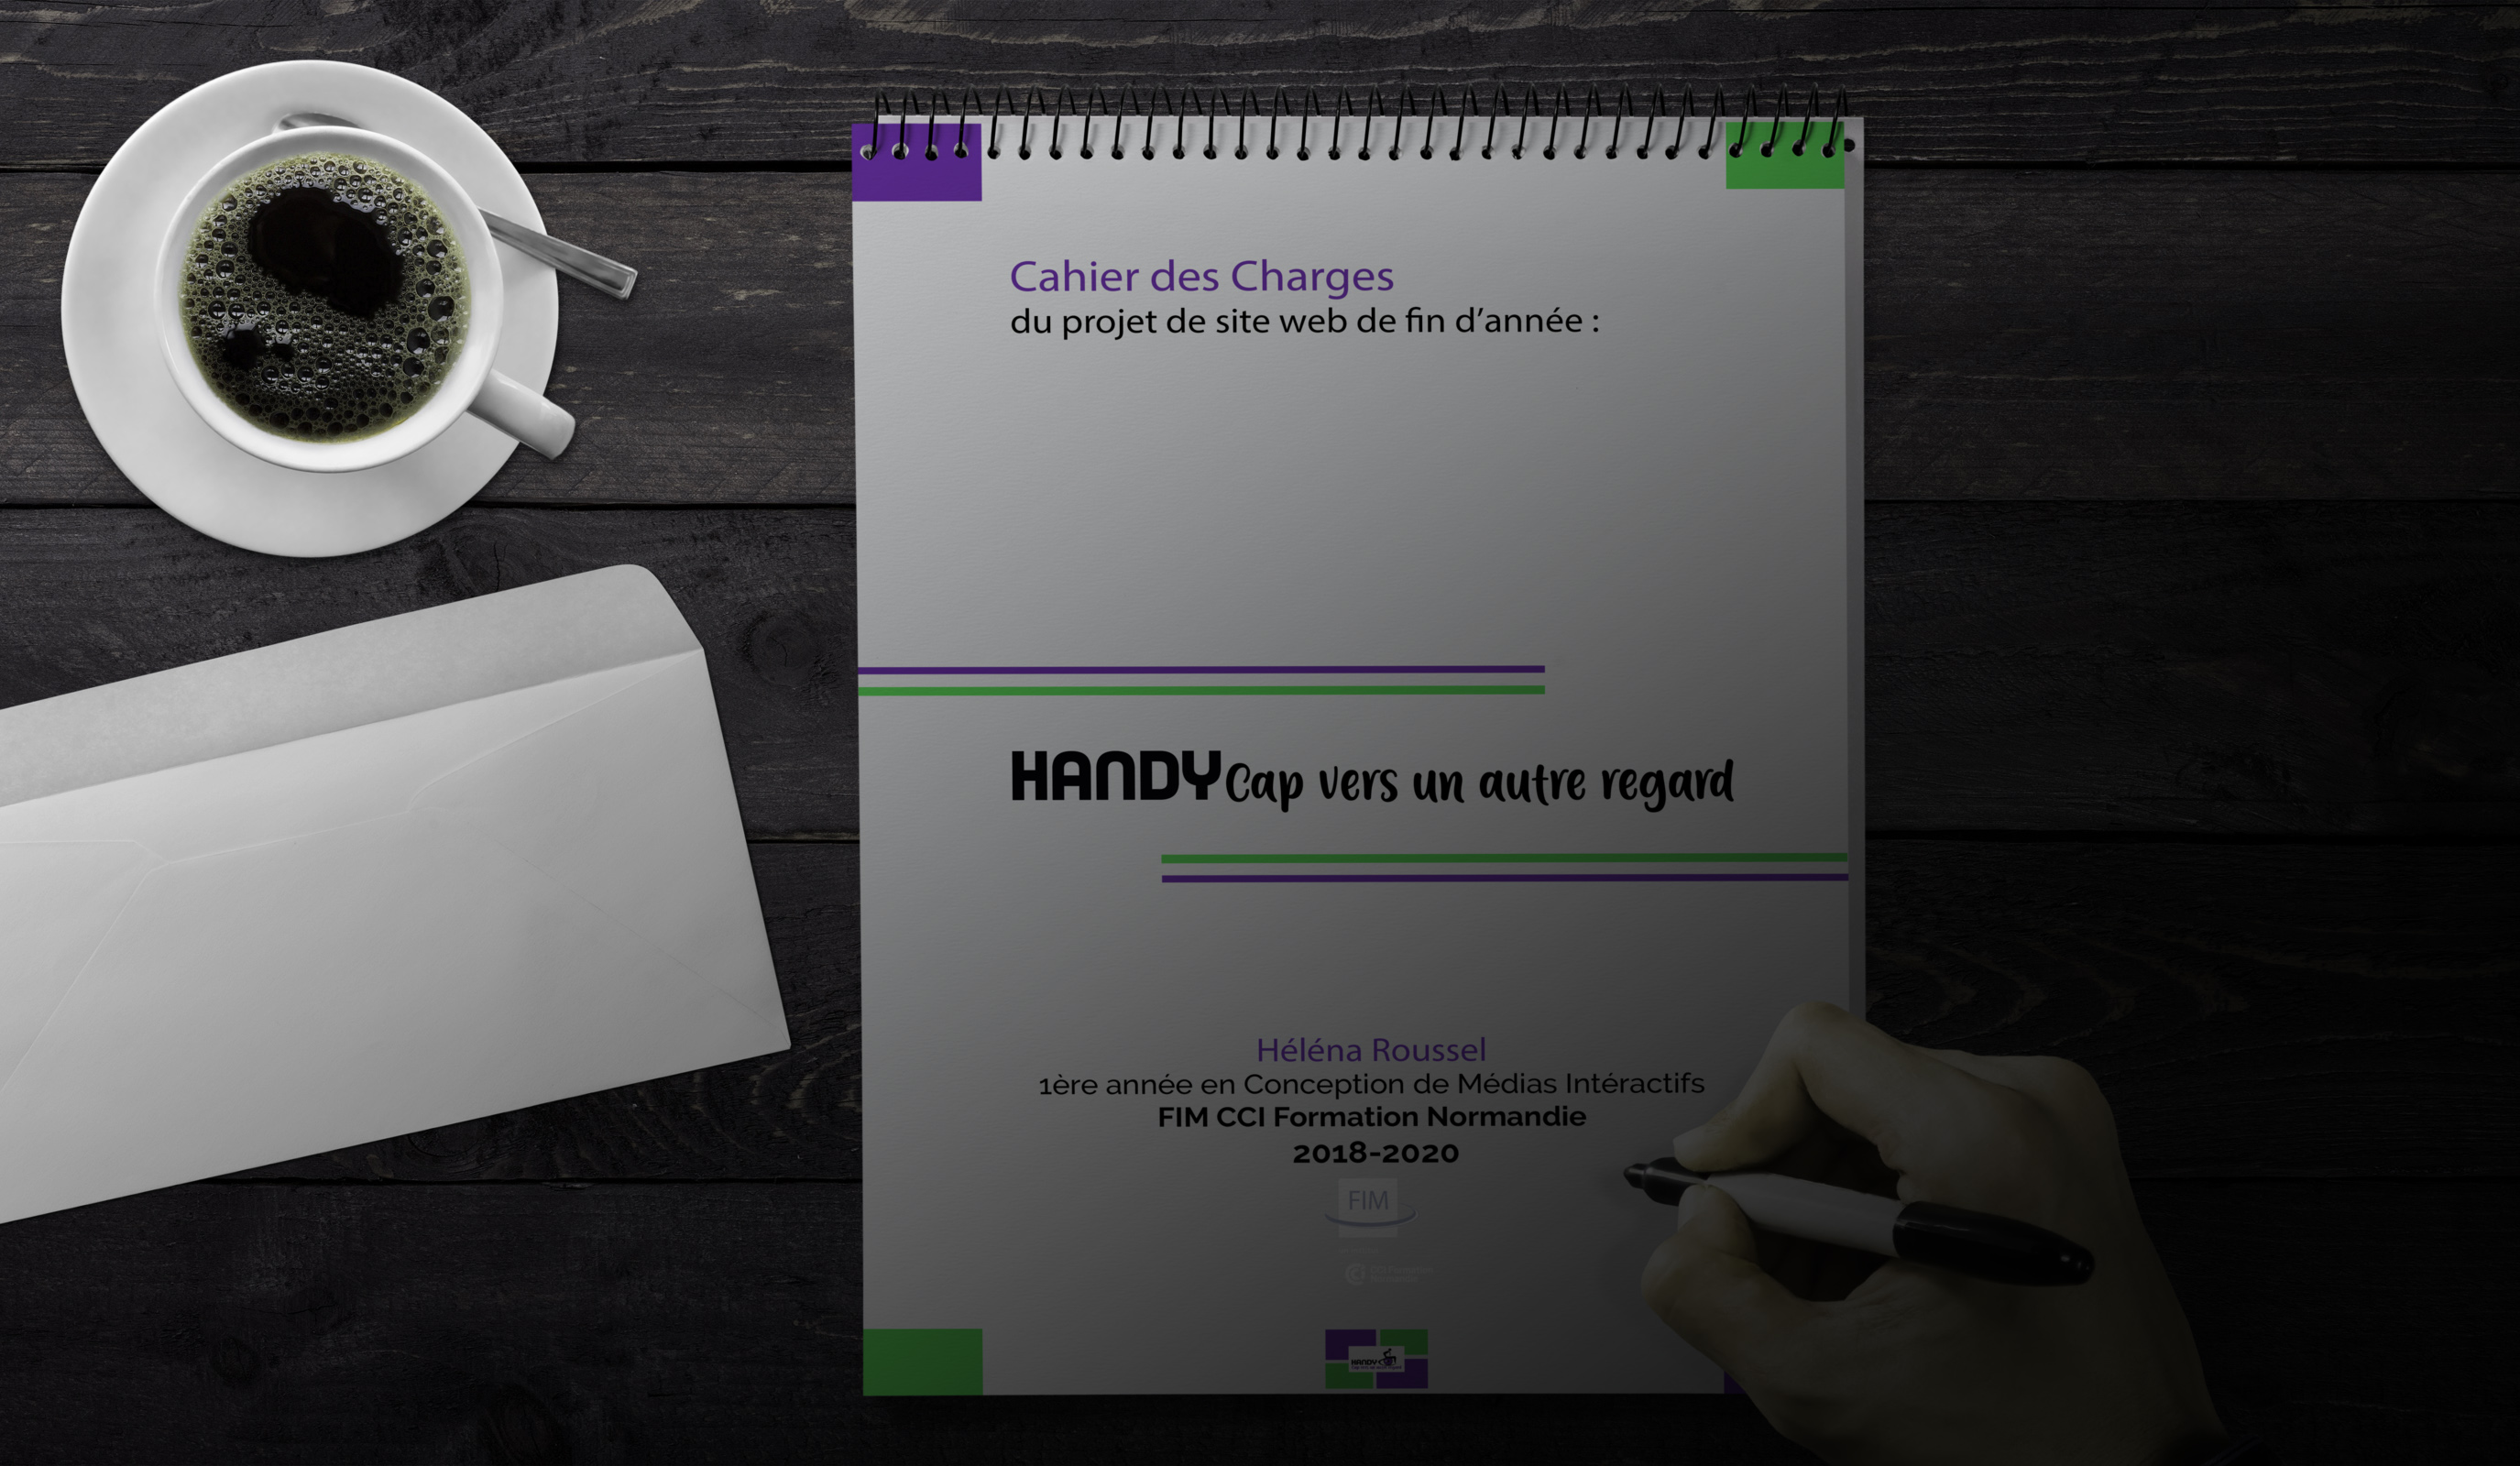 Cahier des Charges
du projet de site web de fin d’année :
HANDYCap vers un autre regard
Héléna Roussel
1ère année en Conception de Médias Intéractifs
FIM CCI Formation Normandie
2018-2020
FIM
HANDY